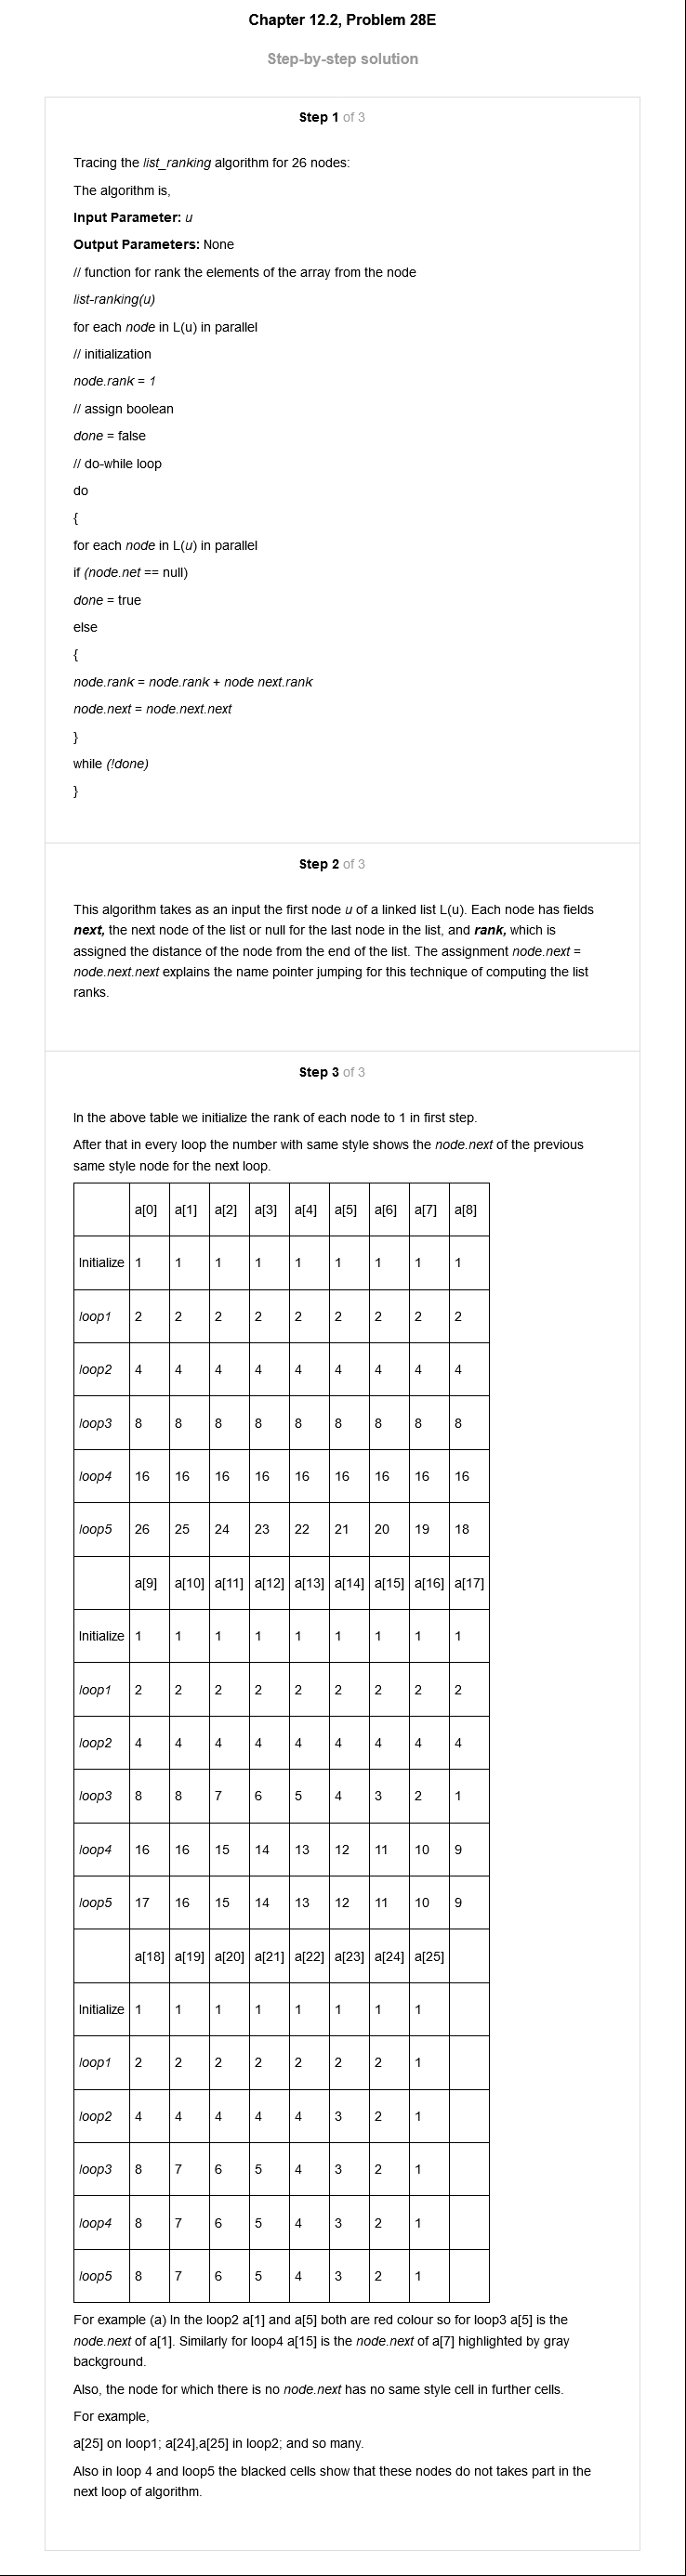 Chapter 12.2, Problem 28E
Step-by-step solution
Step 1 of 3
Tracing the list_ranking algorithm for 26 nodes:
The algorithm is,
Input Parameter: u
Output Parameters: None
// function for rank the elements of the array from the node
list-ranking(u)
for each node in L(u) in parallel
// initialization
node.rank = 1
// assign boolean
done = false
// do-while loop
do
{
for each node in L(u) in parallel
if (node.net == null)
done = true
else
{
node.rank = node.rank + node next.rank
node.next = node.next.next
}
while (!done)
}
Step 2 of 3
This algorithm takes as an input the first node u of a linked list L(u). Each node has fields
next, the next node of the list or null for the last node in the list, and rank, which is
assigned the distance of the node from the end of the list. The assignment node.next =
node.next.next explains the name pointer jumping for this technique of computing the list
ranks.
Step 3 of 3
In the above table we initialize the rank of each node to 1 in first step.
After that in every loop the number with same style shows the node.next of the previous
same style node for the next loop.
a[0] a[1] a[2] a[3] a[4] a[5] a[6] a[7] a[8]
Initialize 1 1 1 1 1 1 1 1 1
loop1 2 2 2 2 2 2 2 2 2
loop2 4 4 4 4 4 4 4 4 4
loop3 8 8 8 8 8 8 8 8 8
loop4 16 16 16 16 16 16 16 16 16
loop5 26 25 24 23 22 21 20 19 18
a[9] a[10] a[11] a[12] a[13] a[14] a[15] a[16] a[17]
Initialize 1 1 1 1 1 1 1 1 1
loop1 2 2 2 2 2 2 2 2 2
loop2 4 4 4 4 4 4 4 4 4
loop3 8 8 7 6 5 4 3 2 1
loop4 16 16 15 14 13 12 11 10 9
loop5 17 16 15 14 13 12 11 10 9
a[18] a[19] a[20] a[21] a[22] a[23] a[24] a[25]
Initialize 1 1 1 1 1 1 1 1
loop1 2 2 2 2 2 2 2 1
loop2 4 4 4 4 4 3 2 1
loop3 8 7 6 5 4 3 2 1
loop4 8 7 6 5 4 3 2 1
loop5 8 7 6 5 4 3 2 1
For example (a) In the loop2 a[1] and a[5] both are red colour so for loop3 a[5] is the
node.next of a[1]. Similarly for loop4 a[15] is the node.next of a[7] highlighted by gray
background.
Also, the node for which there is no node.next has no same style cell in further cells.
For example,
a[25] on loop1; a[24],a[25] in loop2; and so many.
Also in loop 4 and loop5 the blacked cells show that these nodes do not takes part in the
next loop of algorithm.